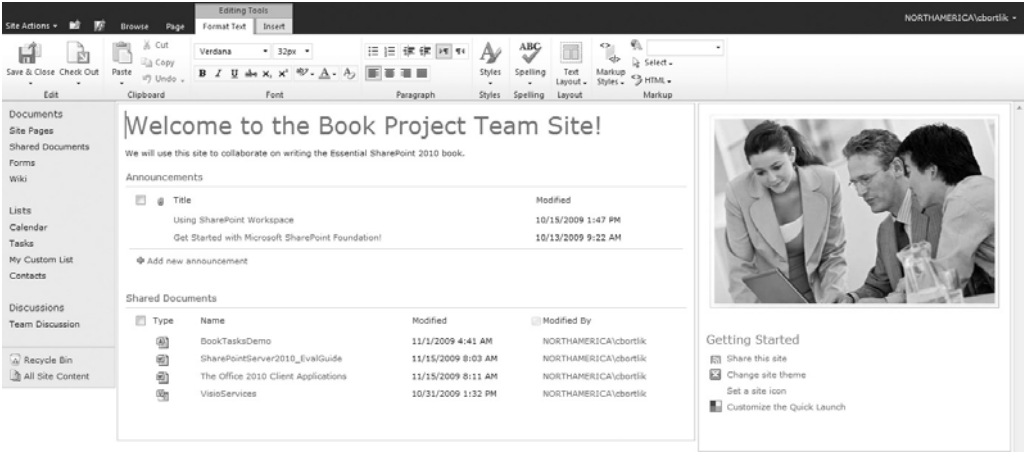 Editing Tools
Site Actions Browse Page Format Text Insert NORTHAMERICA\cbortlik
Save & Close Check Out Paste Cut Copy Undo Verdana 32px Styles Spelling Text Layout Markup Styles Select HTML
B I U abc X, X² A
Edit Clipboard Font Paragraph Styles Spelling Layout Markup
Documents
Site Pages
Shared Documents
Forms
Wiki
Lists
Calendar
Tasks
My Custom List
Contacts
Discussions
Team Discussion
Recycle Bin
All Site Content
Welcome to the Book Project Team Site!
We will use this site to collaborate on writing the Essential SharePoint 2010 book.
Announcements
Title Modified
Using SharePoint Workspace 10/15/2009 1:47 PM
Get Started with Microsoft SharePoint Foundation! 10/13/2009 9:22 AM
Add new announcement
Shared Documents
Type Name Modified Modified By
BookTasksDemo 11/1/2009 4:41 AM NORTHAMERICA\cbortlik
SharePointServer2010_EvalGuide 11/15/2009 8:03 AM NORTHAMERICA\cbortlik
The Office 2010 Client Applications 11/15/2009 8:11 AM NORTHAMERICA\cbortlik
VisioServices 10/31/2009 1:32 PM NORTHAMERICA\cbortlik
Getting Started
Share this site
Change site theme
Set a site icon
Customize the Quick Launch